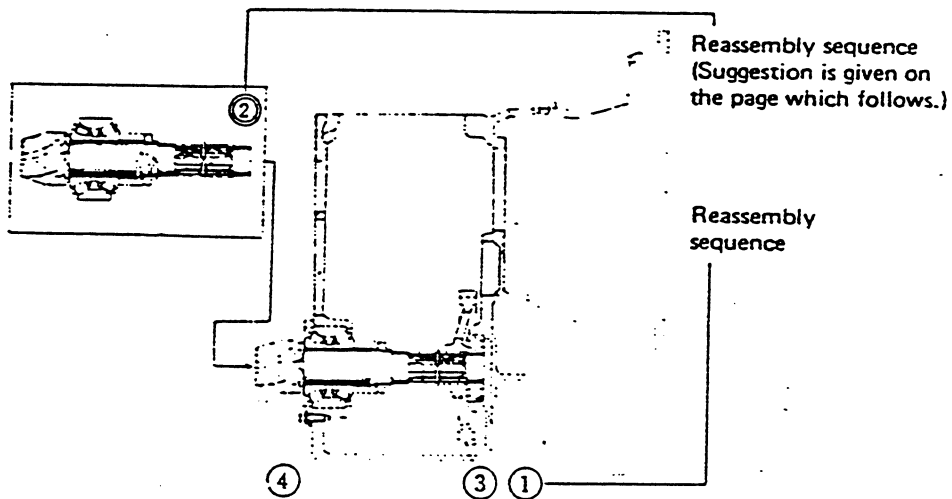 Reassembly sequence
(Suggestion is given on
the page which follows.)
②
Reassembly
sequence
④ ③ ①